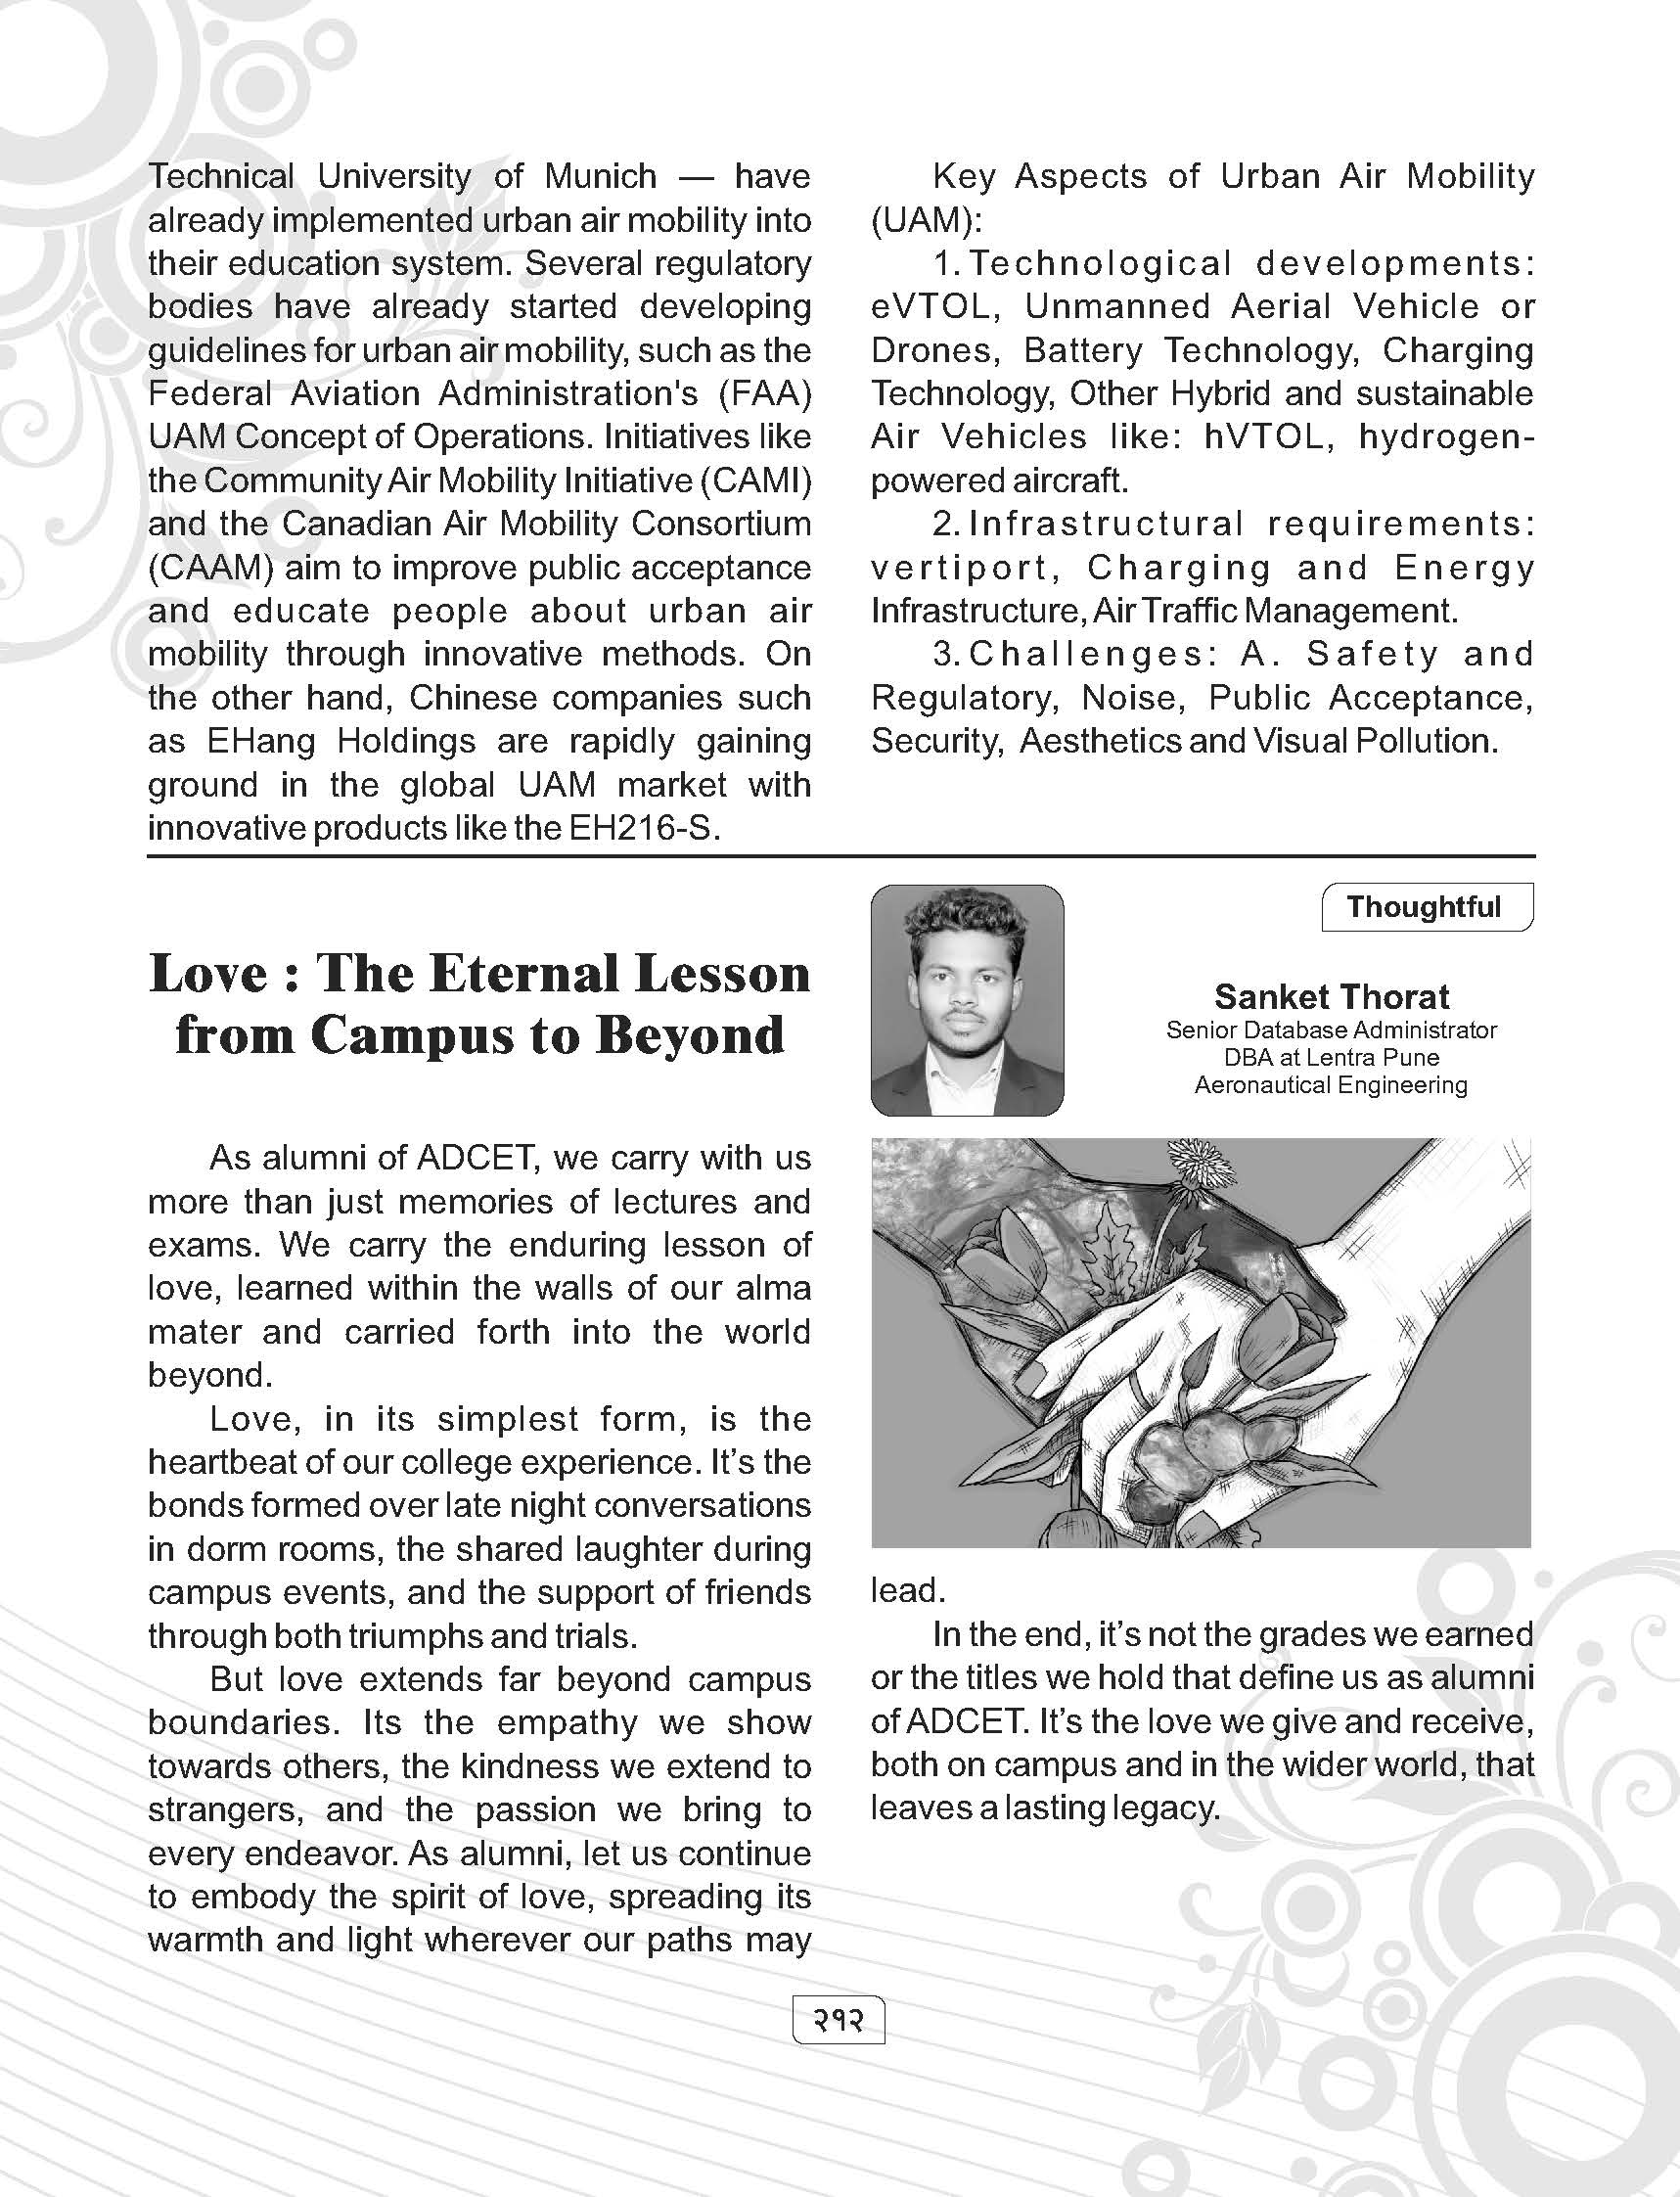 Technical University of Munich — have
already implemented urban air mobility into
their education system. Several regulatory
bodies have already started developing
guidelines for urban air mobility, such as the
Federal Aviation Administration's (FAA)
UAM Concept of Operations. Initiatives like
the Community Air Mobility Initiative (CAMI)
and the Canadian Air Mobility Consortium
(CAAM) aim to improve public acceptance
and educate people about urban air
mobility through innovative methods. On
the other hand, Chinese companies such
as EHang Holdings are rapidly gaining
ground in the global UAM market with
innovative products like the EH216-S.
Key Aspects of Urban Air Mobility
(UAM):
1. Technological developments:
eVTOL, Unmanned Aerial Vehicle or
Drones, Battery Technology, Charging
Technology, Other Hybrid and sustainable
Air Vehicles like: hVTOL, hydrogen-
powered aircraft.
2. Infrastructural requirements:
vertiport, Charging and Energy
Infrastructure, Air Traffic Management.
3. Challenges: A. Safety and
Regulatory, Noise, Public Acceptance,
Security, Aesthetics and Visual Pollution.
Love : The Eternal Lesson
from Campus to Beyond
Thoughtful
Sanket Thorat
Senior Database Administrator
DBA at Lentra Pune
Aeronautical Engineering
As alumni of ADCET, we carry with us
more than just memories of lectures and
exams. We carry the enduring lesson of
love, learned within the walls of our alma
mater and carried forth into the world
beyond.
Love, in its simplest form, is the
heartbeat of our college experience. It’s the
bonds formed over late night conversations
in dorm rooms, the shared laughter during
campus events, and the support of friends
through both triumphs and trials.
But love extends far beyond campus
boundaries. Its the empathy we show
towards others, the kindness we extend to
strangers, and the passion we bring to
every endeavor. As alumni, let us continue
to embody the spirit of love, spreading its
warmth and light wherever our paths may
lead.
In the end, it’s not the grades we earned
or the titles we hold that define us as alumni
of ADCET. It’s the love we give and receive,
both on campus and in the wider world, that
leaves a lasting legacy.
२१२